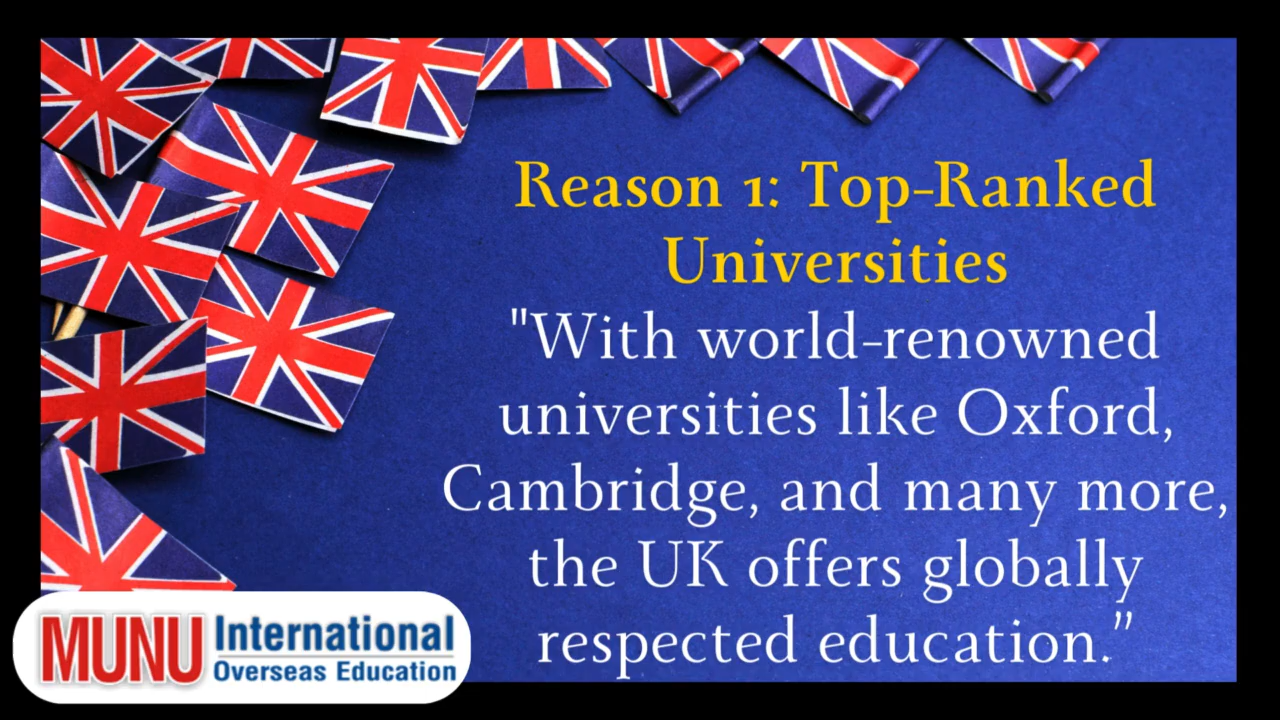 Reason 1: Top-Ranked
Universities
"With world-renowned
universities like Oxford,
Cambridge, and many more,
the UK offers globally
respected education.”
MUNU International
Overseas Education